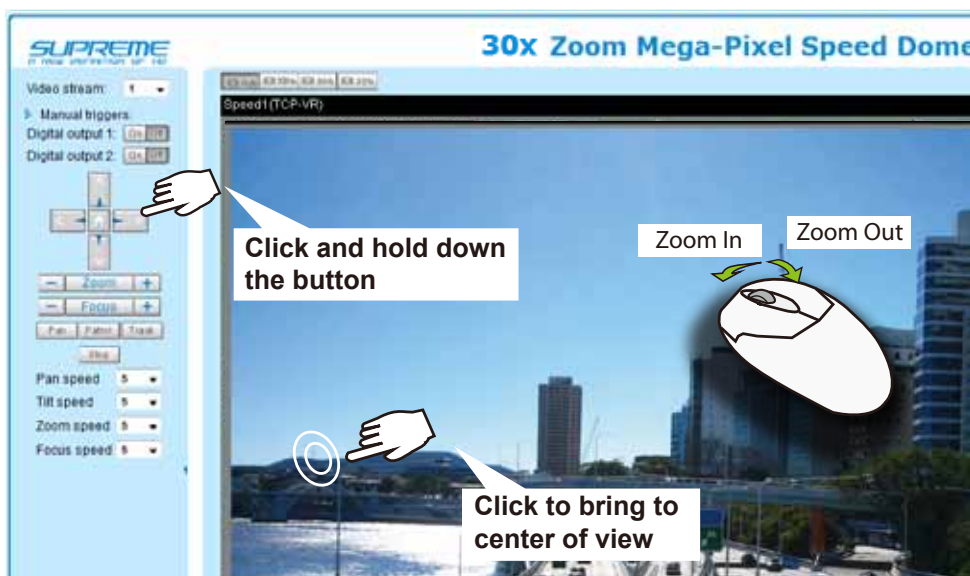 SUPREME
30x Zoom Mega-Pixel Speed Dome
Video stream: 1
Speed1(TCP-VR)
Manual triggers:
Digital output 1: On Off
Digital output 2: On Off
Click and hold down
the button
Zoom In
Zoom Out
Zoom
Focus
Pan Patrol Track
Stop
Pan speed 5
Tilt speed 5
Zoom speed 5
Focus speed 5
Click to bring to
center of view